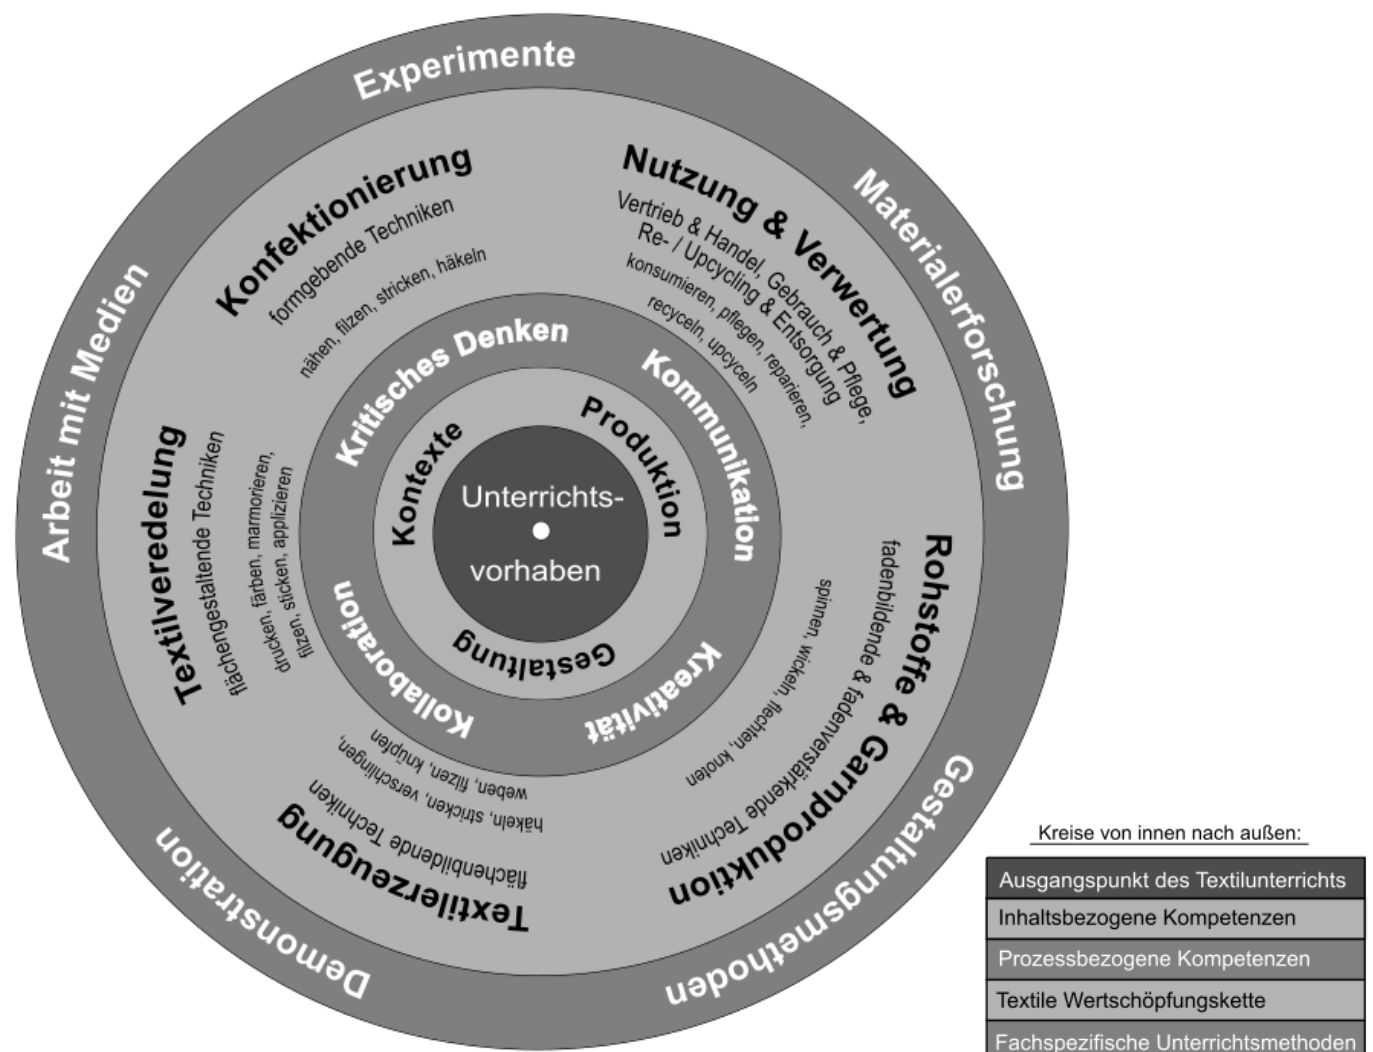 Experimente
Materialerforschung
Gestaltungsmethoden
Demonstration
Arbeit mit Medien
Konfektionierung
formgebende Techniken
nähen, filzen, stricken, häkeln
Nutzung & Verwertung
Vertrieb & Handel, Gebrauch & Pflege,
Re- / Upcycling & Entsorgung
konsumieren, pflegen, reparieren,
recyceln, upcyceln
Rohstoffe & Garnproduktion
fadenbildende & fadenverstärkende Techniken
spinnen, wickeln, flechten, knoten
Textilerzeugung
flächenbildende Techniken
häkeln, stricken, verschlingen,
weben, filzen, knüpfen
Textilveredelung
flächengestaltende Techniken
drucken, färben, marmorieren,
filzen, sticken, applizieren
Kritisches Denken
Kommunikation
Kreativität
Kollaboration
Kontexte
Produktion
Gestaltung
Unterrichts-
vorhaben
Kreise von innen nach außen:
Ausgangspunkt des Textilunterrichts
Inhaltsbezogene Kompetenzen
Prozessbezogene Kompetenzen
Textile Wertschöpfungskette
Fachspezifische Unterrichtsmethoden